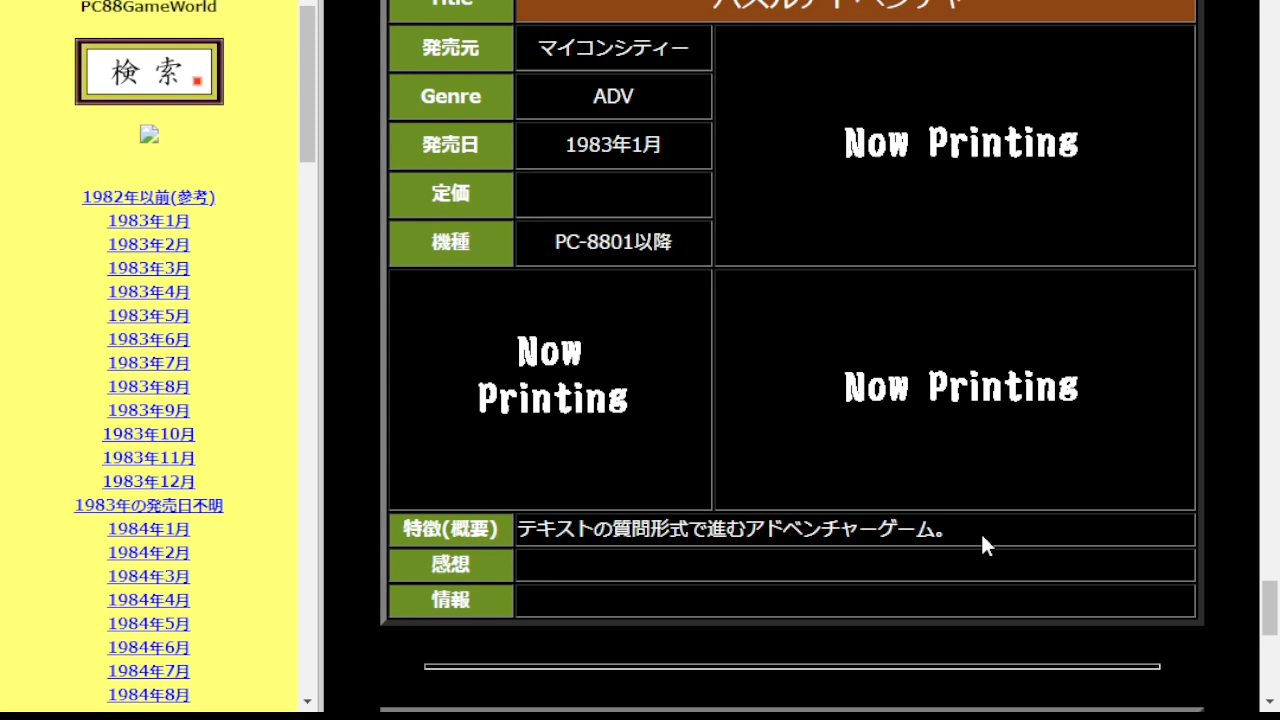 PC88GameWorld
検索
1982年以前(参考)
1983年1月
1983年2月
1983年3月
1983年4月
1983年5月
1983年6月
1983年7月
1983年8月
1983年9月
1983年10月
1983年11月
1983年12月
1983年の発売日不明
1984年1月
1984年2月
1984年3月
1984年4月
1984年5月
1984年6月
1984年7月
1984年8月
Title
発売元 マイコンシティー
Genre ADV
発売日 1983年1月
定価
機種 PC-8801以降
Now Printing
Now
Printing
Now Printing
特徴(概要) テキストの質問形式で進むアドベンチャーゲーム。
感想
情報